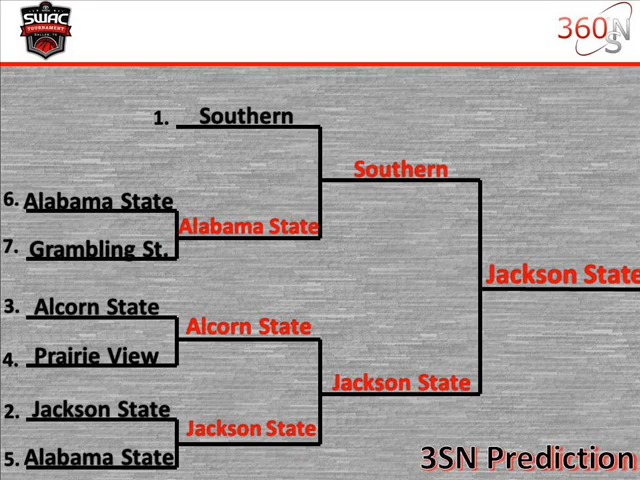 SWAC
TOURNAMENT
360
N
S
1. Southern
Southern
6. Alabama State
Alabama State
7. Grambling St.
Jackson State
3. Alcorn State
Alcorn State
4. Prairie View
Jackson State
2. Jackson State
Jackson State
5. Alabama State
3SN Prediction